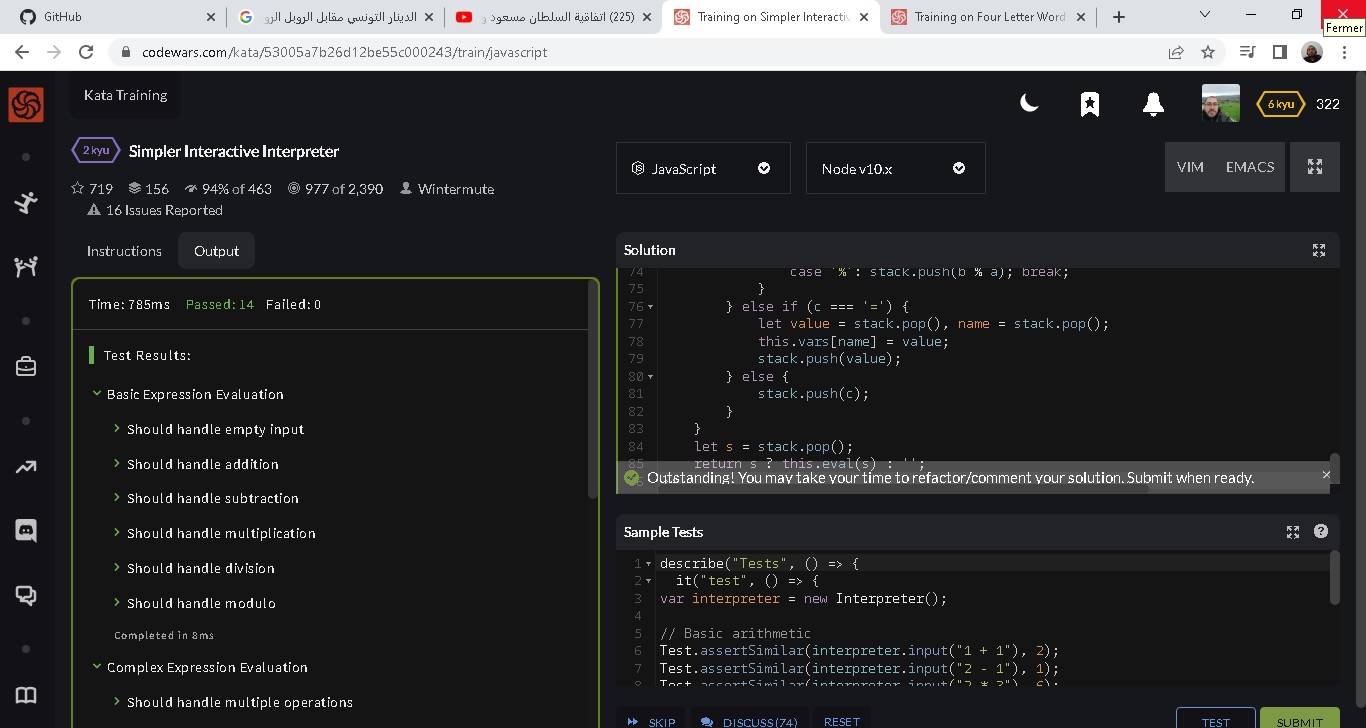 GitHub
الدينار التونسي مقابل الروبل الرو
(225) اتفاقية السلطان مسعود و
Training on Simpler Interactiv
Training on Four Letter Word
Fermer
codewars.com/kata/53005a7b26d12be55c000243/train/javascript
Kata Training
6 kyu 322
2 kyu Simpler Interactive Interpreter
719 156 94% of 463 977 of 2,390 Wintermute
16 Issues Reported
JavaScript
Node v10.x
VIM EMACS
Instructions Output
Time: 785ms Passed: 14 Failed: 0
Test Results:
Basic Expression Evaluation
Should handle empty input
Should handle addition
Should handle subtraction
Should handle multiplication
Should handle division
Should handle modulo
Completed in 8ms
Complex Expression Evaluation
Should handle multiple operations
Solution
74 case '%': stack.push(b % a); break;
75 }
76 } else if (c === '=') {
77 let value = stack.pop(), name = stack.pop();
78 this.vars[name] = value;
79 stack.push(value);
80 } else {
81 stack.push(c);
82 }
83 }
84 let s = stack.pop();
85 return s ? this.eval(s) : '';
Outstanding! You may take your time to refactor/comment your solution. Submit when ready.
Sample Tests
1 describe("Tests", () => {
2 it("test", () => {
3 var interpreter = new Interpreter();
4
5 // Basic arithmetic
6 Test.assertSimilar(interpreter.input("1 + 1"), 2);
7 Test.assertSimilar(interpreter.input("2 - 1"), 1);
8 Test.assertSimilar(interpreter.input("2 * 3"), 6);
SKIP DISCUSS (74) RESET TEST SUBMIT